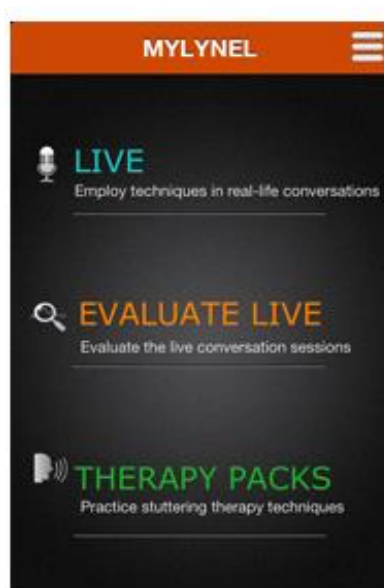 MYLYNEL
LIVE
Employ techniques in real-life conversations
EVALUATE LIVE
Evaluate the live conversation sessions
THERAPY PACKS
Practice stuttering therapy techniques